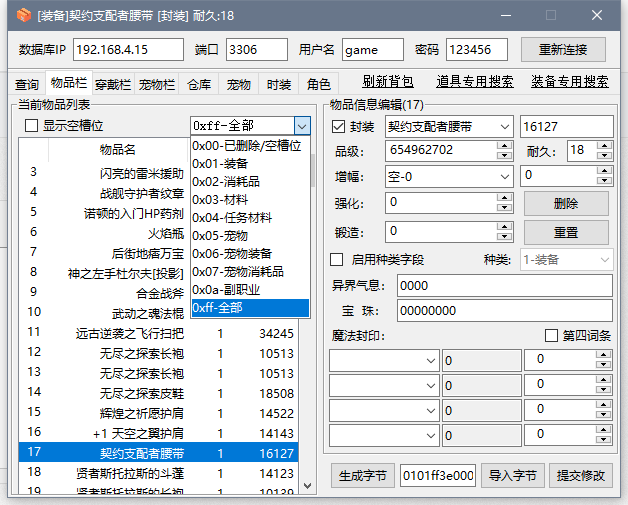 [装备]契约支配者腰带 [封装] 耐久:18
数据库IP 192.168.4.15 端口 3306 用户名 game 密码 123456 重新连接
查询 物品栏 穿戴栏 宠物栏 仓库 宠物 时装 角色 刷新背包 道具专用搜索 装备专用搜索
当前物品列表
显示空槽位 0xff-全部
0x00-已删除/空槽位
0x01-装备
0x02-消耗品
0x03-材料
0x04-任务材料
0x05-宠物
0x06-宠物装备
0x07-宠物消耗品
0x0a-副职业
0xff-全部
物品名
3 闪亮的雷米援助
4 战舰守护者纹章
5 诺顿的入门HP药剂
6 火焰瓶
7 后街地痞万宝
8 神之左手杜尔夫[投影]
9 合金战斧
10 武动之魂法棍
11 远古逆袭之飞行扫把 1 34245
12 无尽之探索长袍 1 10513
13 无尽之探索长袍 1 10513
14 无尽之探索皮鞋 1 18508
15 辉煌之祈愿护肩 1 14522
16 +1 天空之翼护肩 1 14143
17 契约支配者腰带 1 16127
18 贤者斯托拉斯的斗蓬 1 14123
19 贤者斯托拉斯的长袍 1 10139
物品信息编辑(17)
封装 契约支配者腰带 16127
品级: 654962702 耐久: 18
增幅: 空-0 0
强化: 0 删除
锻造: 0 重置
启用种类字段 种类: 1-装备
异界气息: 0000
宝 珠: 00000000
魔法封印: 第四词条
0 0
0 0
0 0
0 0
生成字节 0101ff3e000 导入字节 提交修改